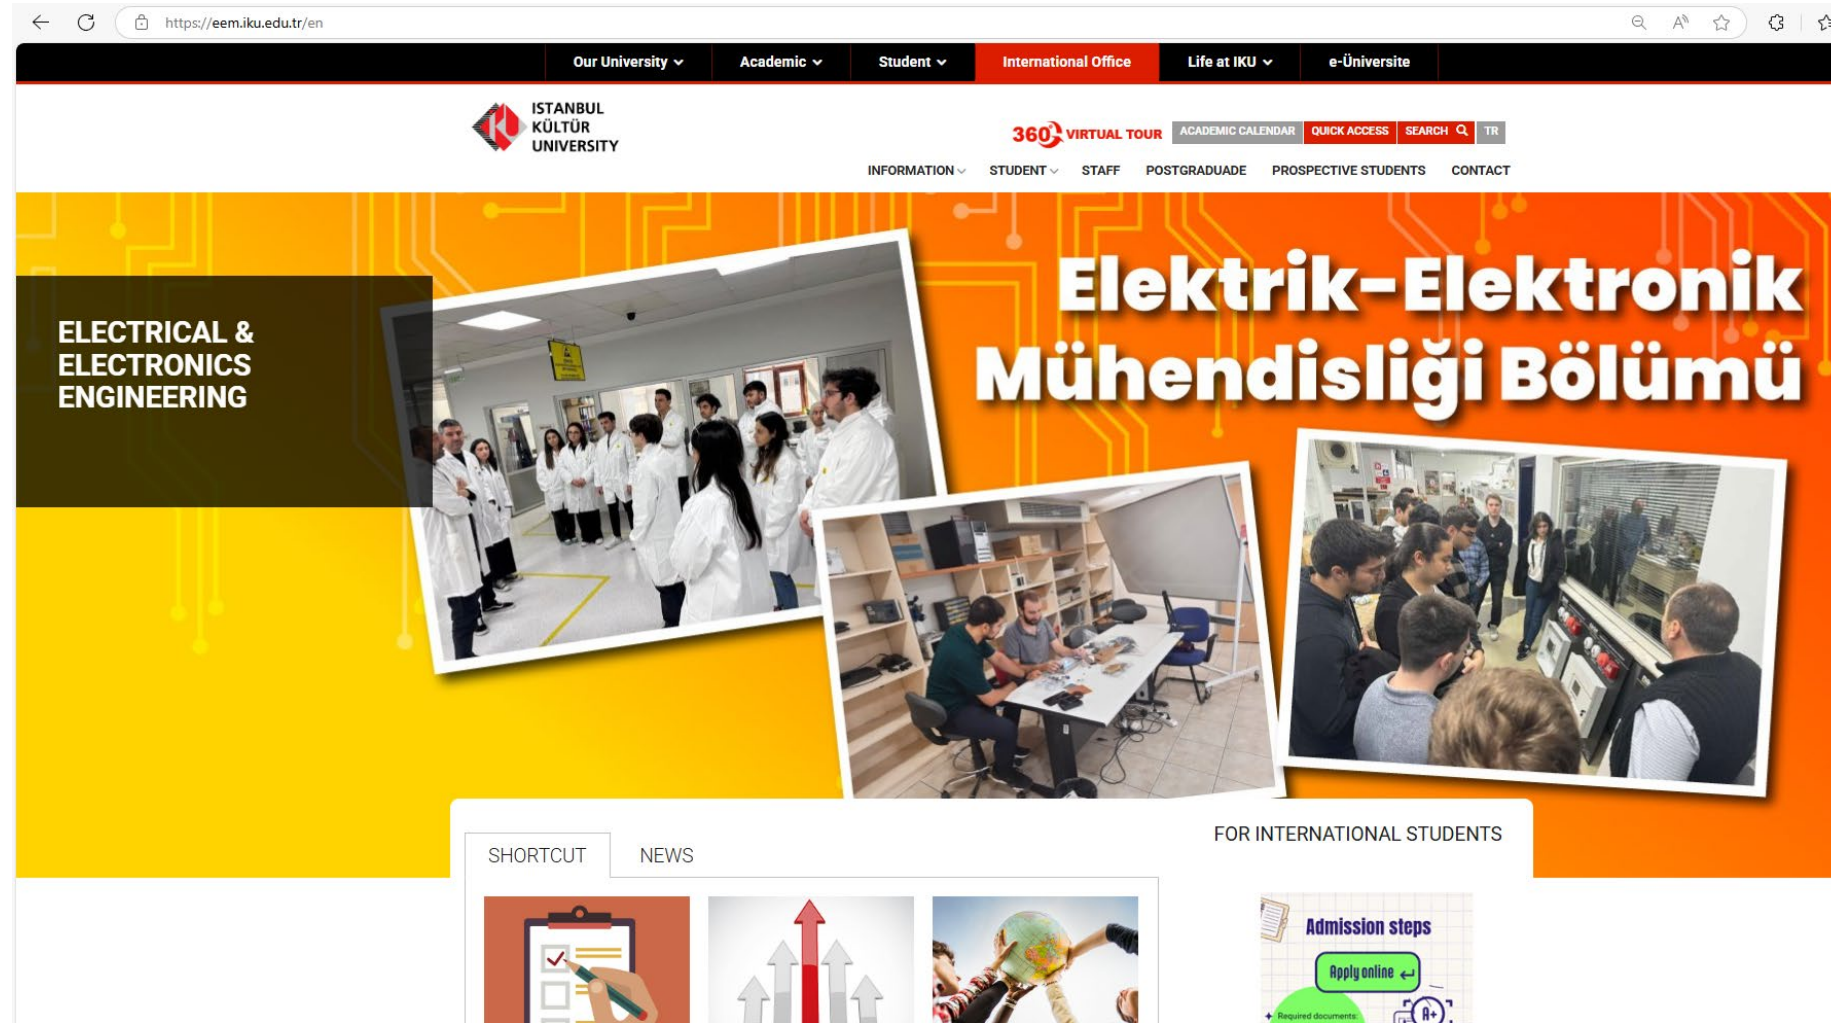 https://eem.iku.edu.tr/en
Our University
Academic
Student
International Office
Life at IKU
e-Üniversite
ISTANBUL
KÜLTÜR
UNIVERSITY
360° VIRTUAL TOUR
ACADEMIC CALENDAR
QUICK ACCESS
SEARCH
TR
INFORMATION
STUDENT
STAFF
POSTGRADUADE
PROSPECTIVE STUDENTS
CONTACT
ELECTRICAL &
ELECTRONICS
ENGINEERING
Elektrik-Elektronik
Mühendisliği Bölümü
SHORTCUT
NEWS
FOR INTERNATIONAL STUDENTS
Admission steps
Apply online
Required documents:
A+